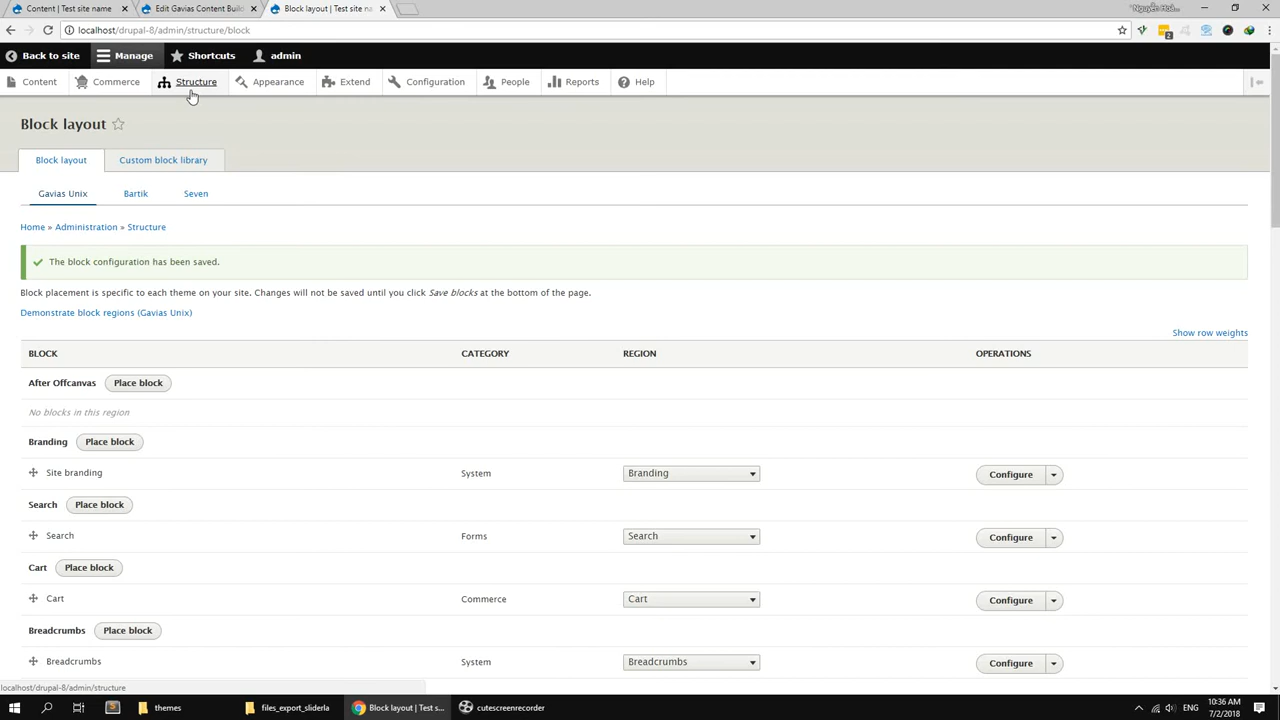 Content | Test site name
Edit Gavias Content Buil
Block layout | Test site na
localhost/drupal-8/admin/structure/block
2
Back to site
Manage
Shortcuts
admin
Content
Commerce
Structure
Appearance
Extend
Configuration
People
Reports
Help
Block layout
Block layout
Custom block library
Gavias Unix
Bartik
Seven
Home » Administration » Structure
The block configuration has been saved.
Block placement is specific to each theme on your site. Changes will not be saved until you click Save blocks at the bottom of the page.
Demonstrate block regions (Gavias Unix)
Show row weights
BLOCK CATEGORY REGION OPERATIONS
After Offcanvas Place block
No blocks in this region
Branding Place block
Site branding System Branding Configure
Search Place block
Search Forms Search Configure
Cart Place block
Cart Commerce Cart Configure
Breadcrumbs Place block
Breadcrumbs System Breadcrumbs Configure
localhost/drupal-8/admin/structure
themes
files_export_sliderla
Block layout | Test s...
cutescreenrecorder
ENG
10:36 AM
7/2/2018